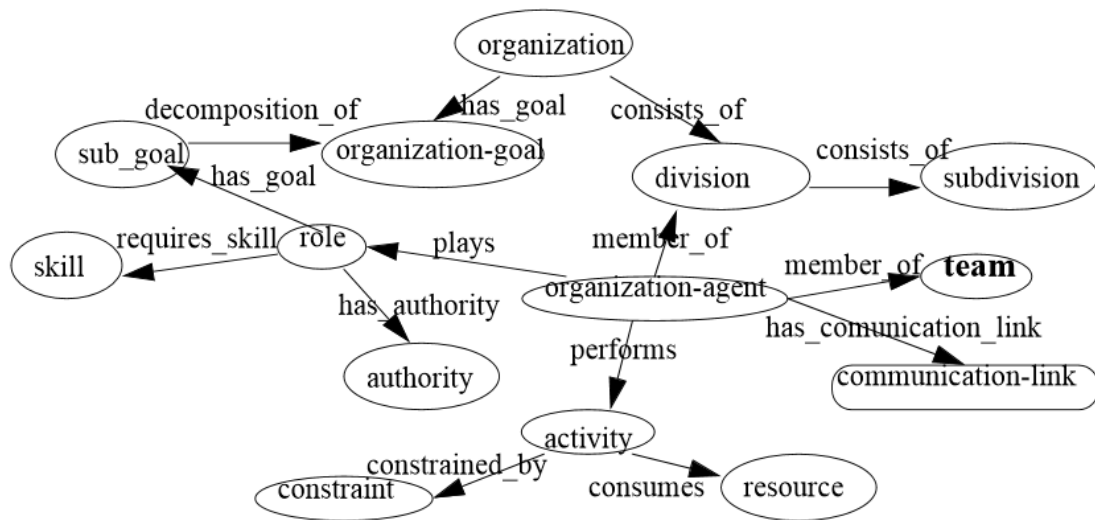 organization
decomposition_of
has_goal
consists_of
sub_goal
organization-goal
consists_of
has_goal
division
subdivision
requires_skill
role
plays
member_of
skill
member_of
team
organization-agent
has_authority
has_comunication_link
performs
authority
communication-link
activity
constrained_by
constraint
consumes
resource